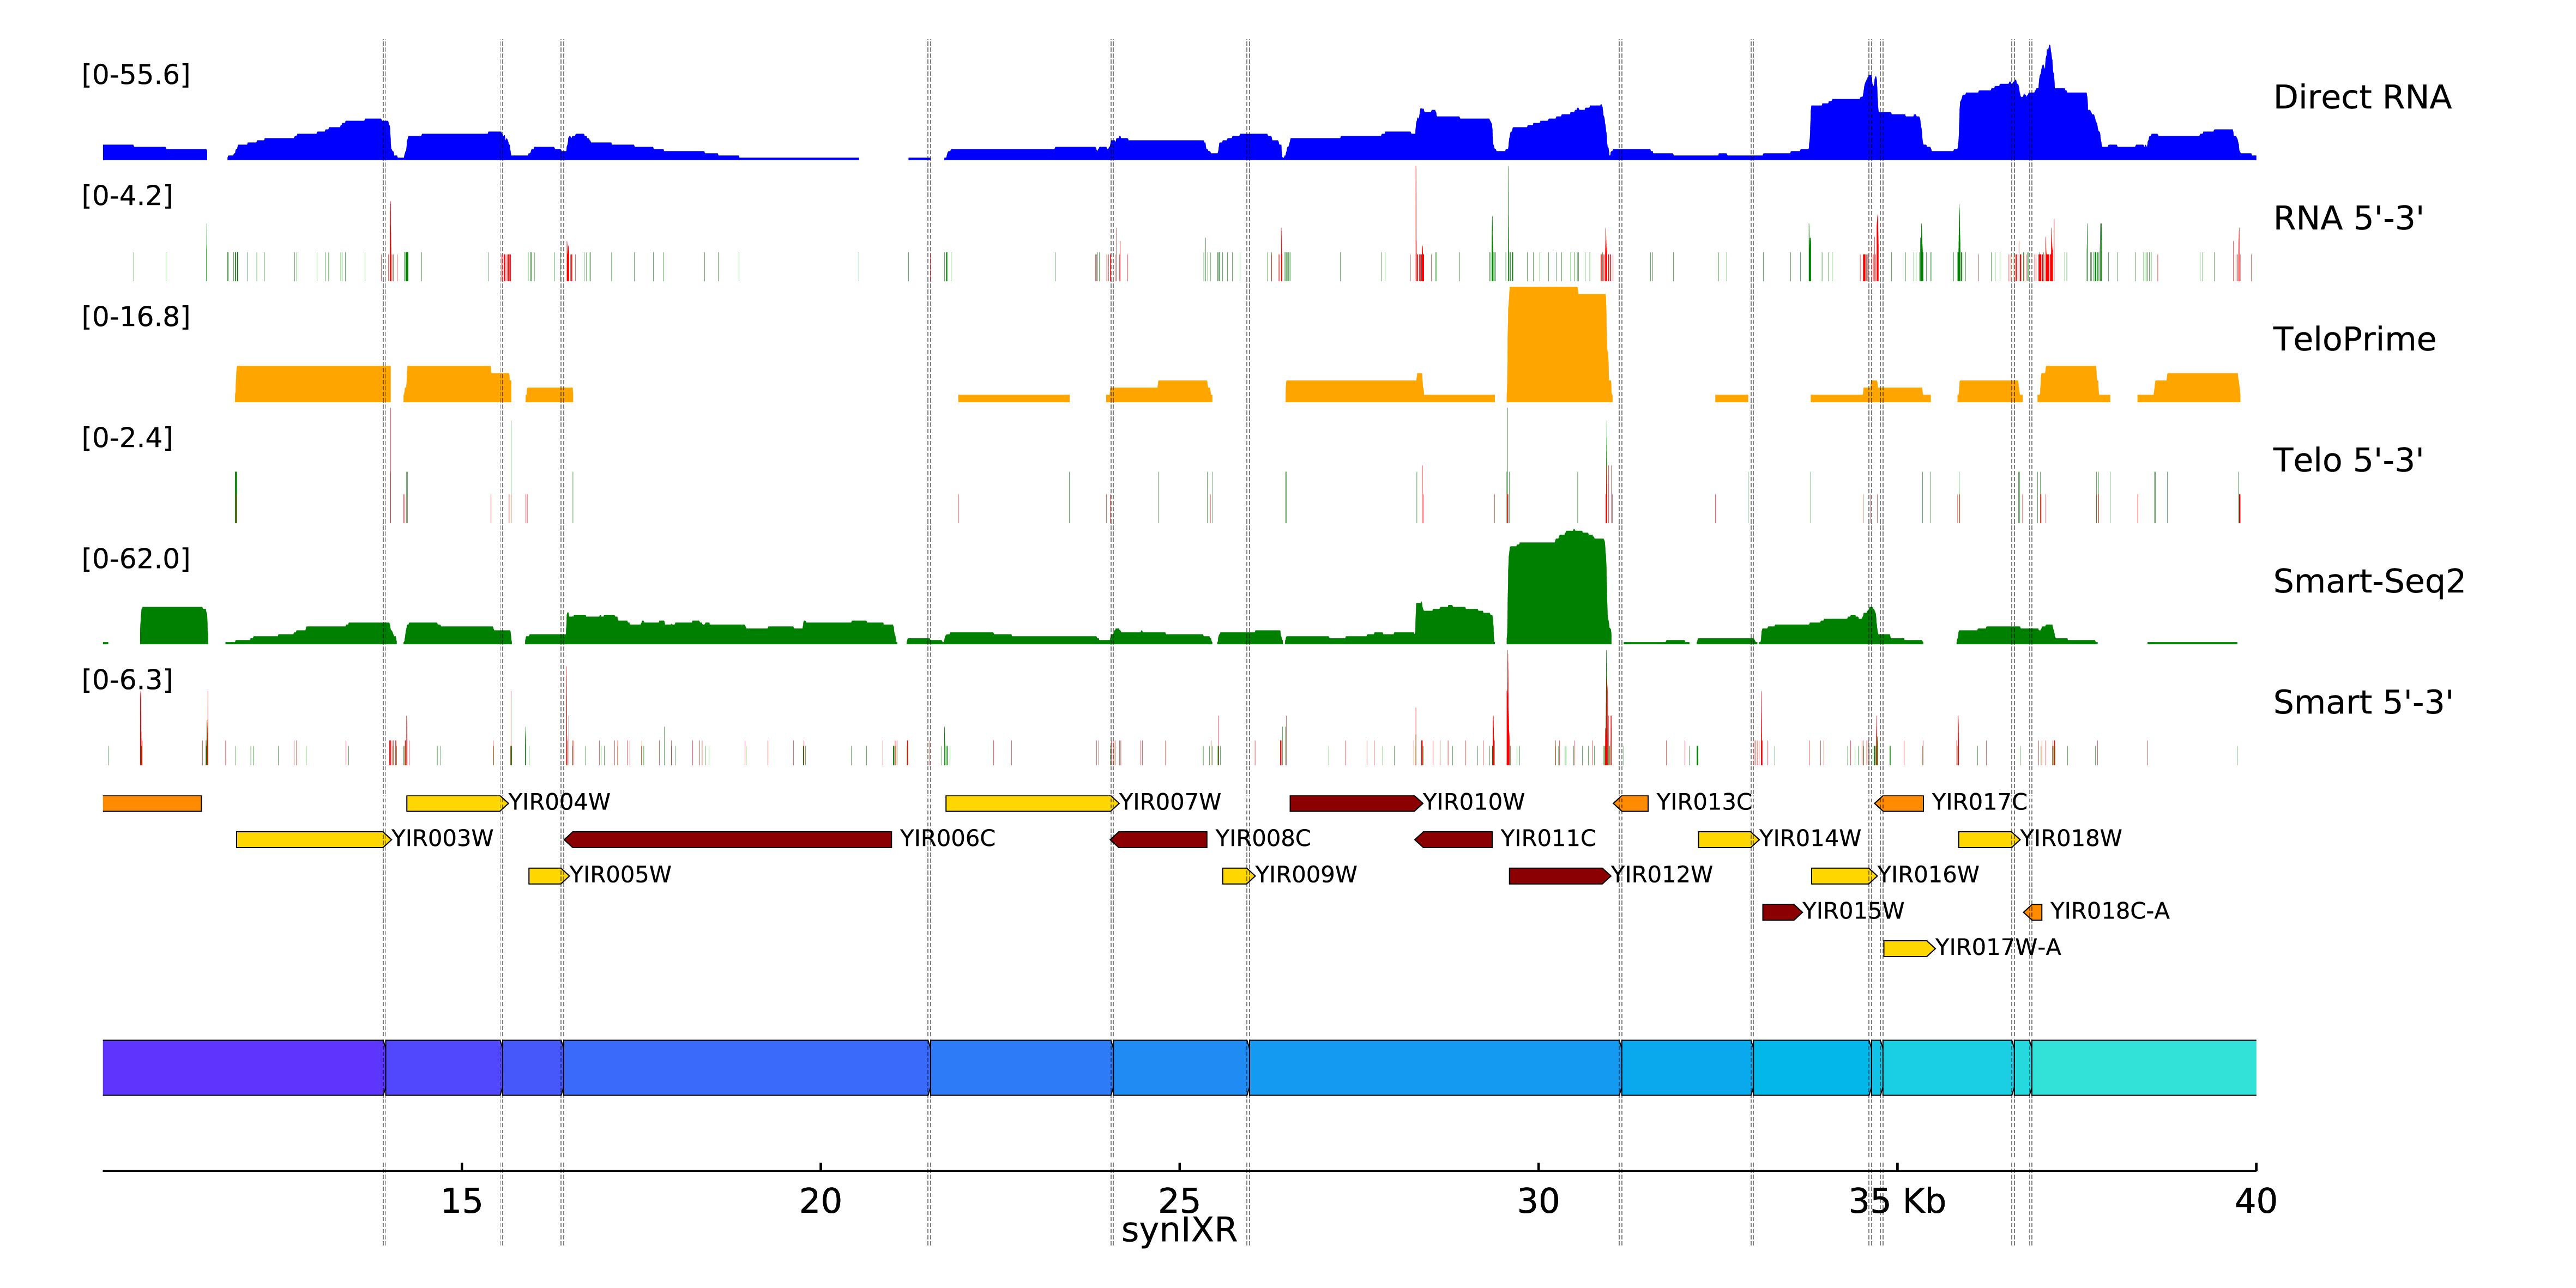 [0-55.6]
Direct RNA
[0-4.2]
RNA 5'-3'
[0-16.8]
TeloPrime
[0-2.4]
Telo 5'-3'
[0-62.0]
Smart-Seq2
[0-6.3]
Smart 5'-3'
YIR004W YIR007W YIR010W YIR013C YIR017C
YIR003W YIR006C YIR008C YIR011C YIR014W YIR018W
YIR005W YIR009W YIR012W YIR016W
YIR015W YIR018C-A
YIR017W-A
15 20 25 30 35 Kb 40
synIXR